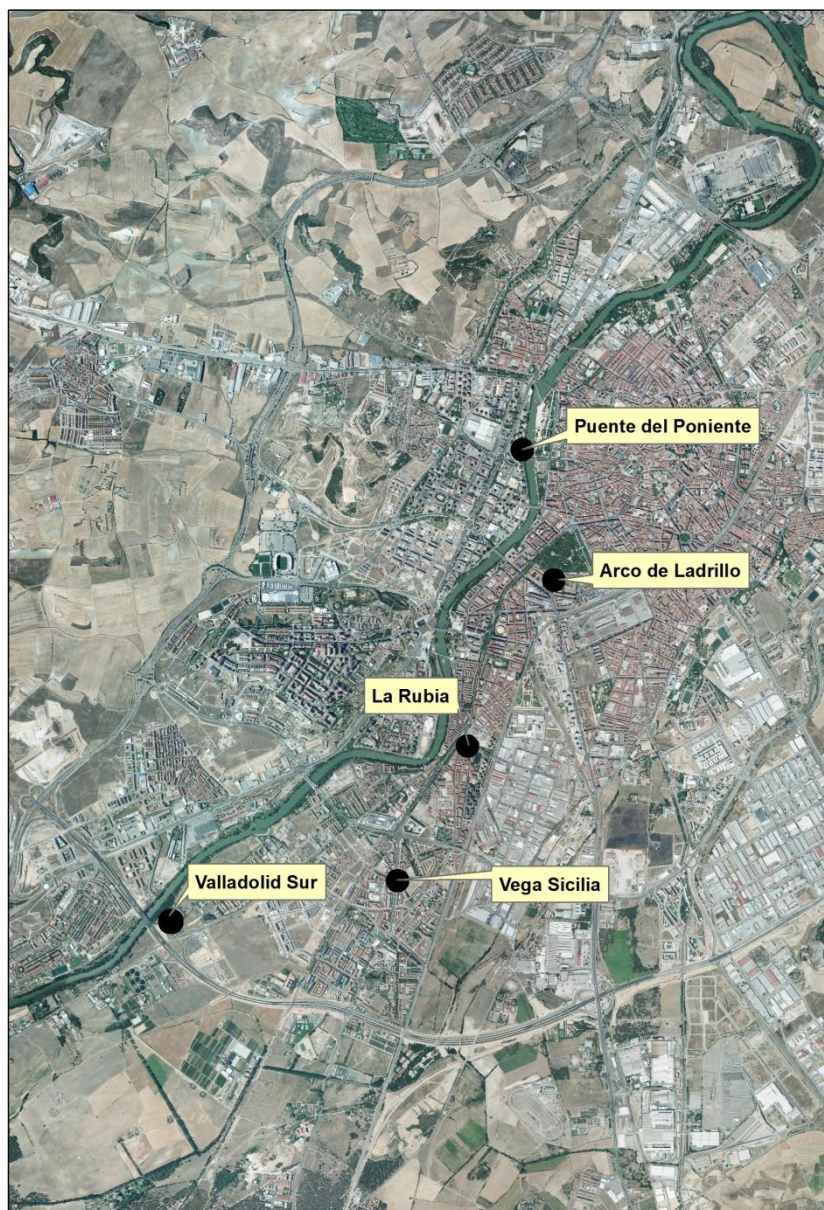 Puente del Poniente
Arco de Ladrillo
La Rubia
Valladolid Sur
Vega Sicilia